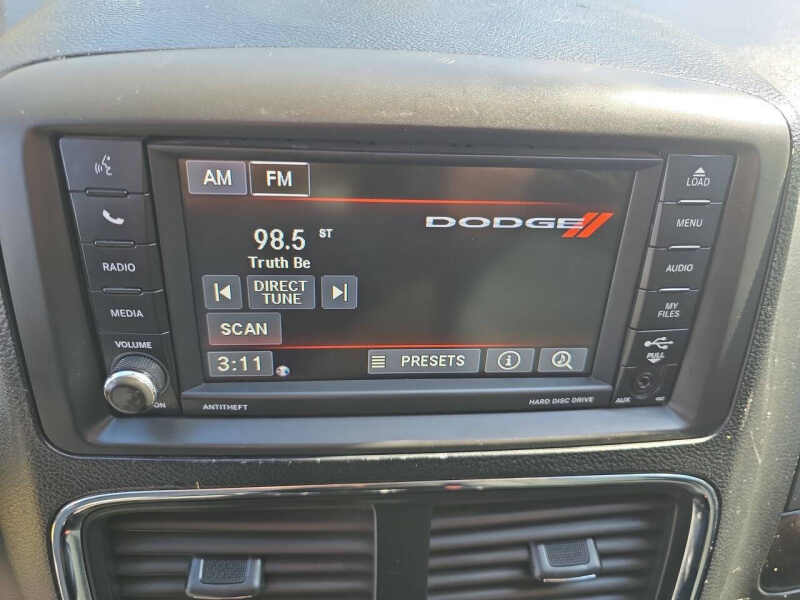 AM FM
DODGE
98.5 ST
Truth Be
DIRECT
TUNE
SCAN
3:11 PRESETS
RADIO
MEDIA
VOLUME
ON
ANTITHEFT
HARD DISC DRIVE
LOAD
MENU
AUDIO
MY
FILES
PULL
AUX